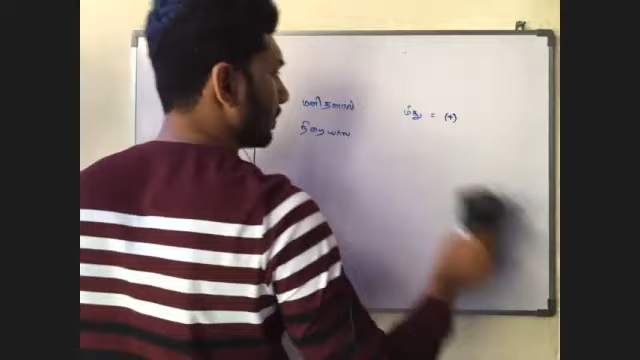 மனிதனால்
நிறையால
மீது = (+)